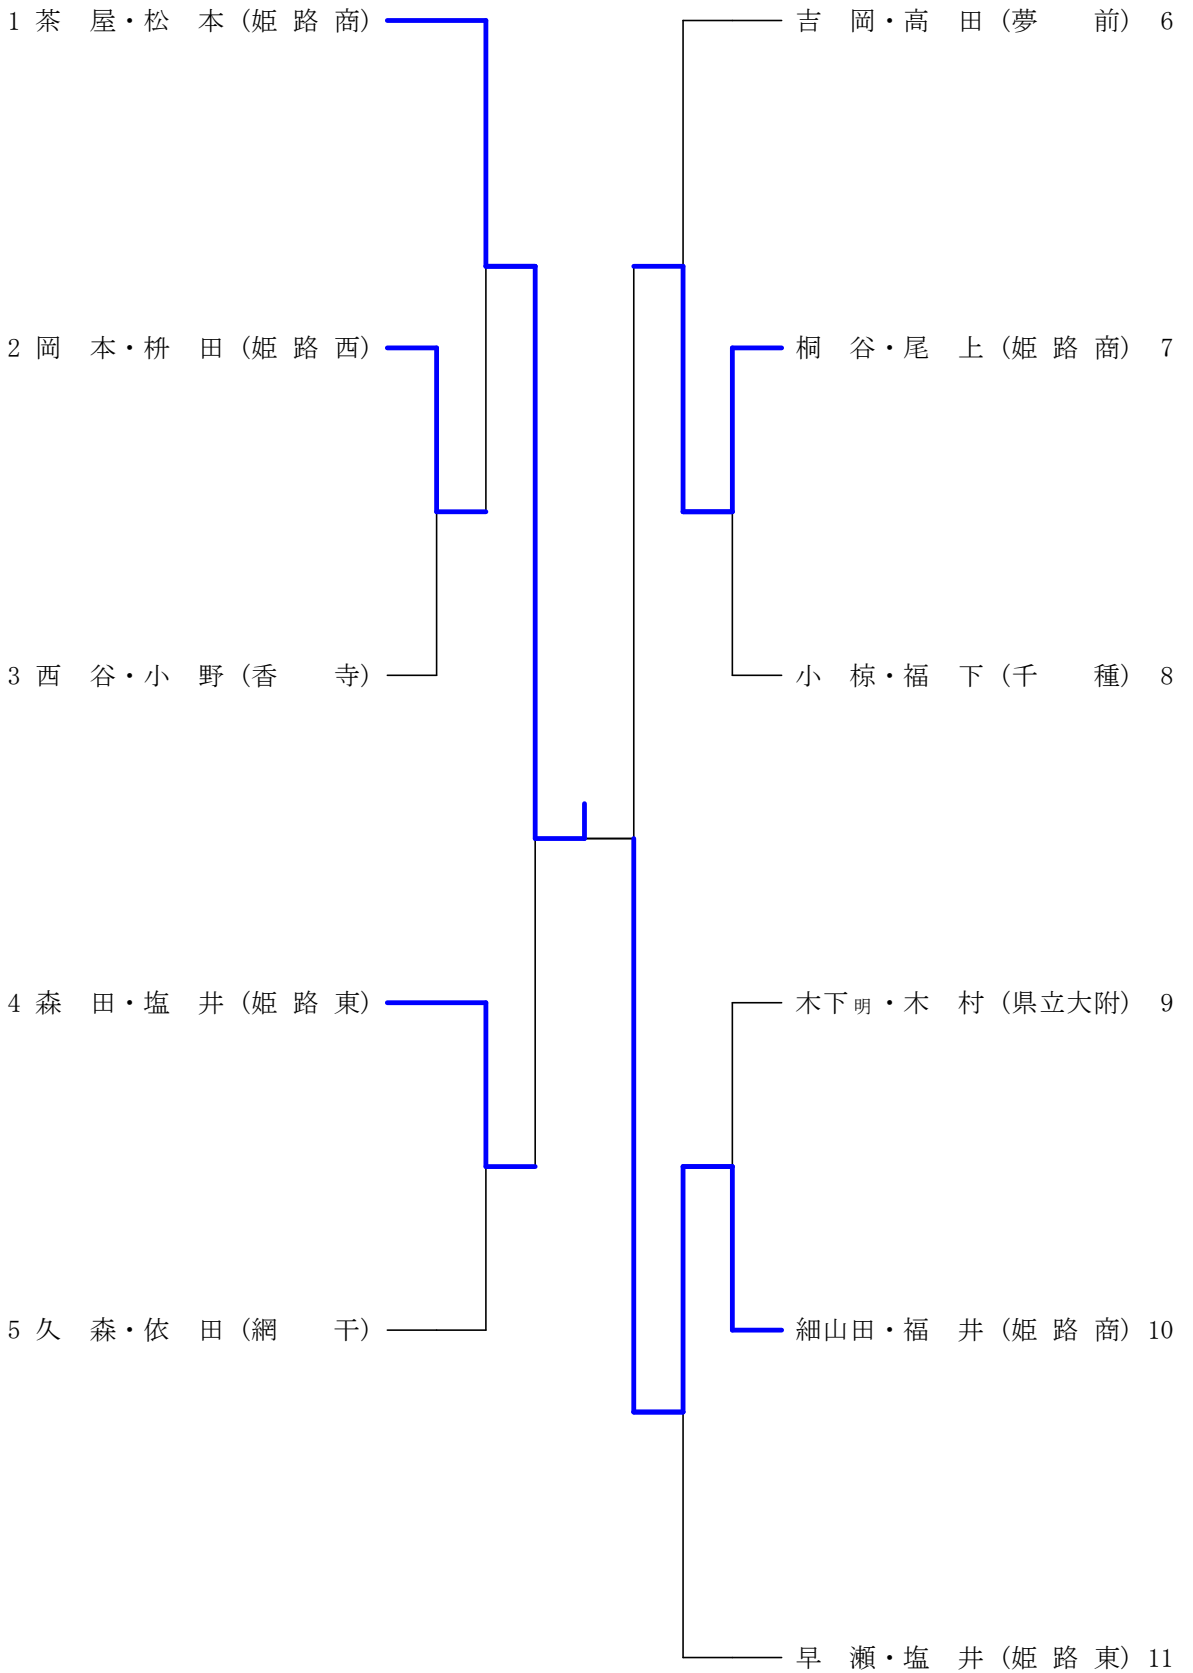 1 茶　屋・松　本 (姫 路 商)
2 岡　本・枡　田 (姫 路 西)
3 西　谷・小　野 (香　　寺)
4 森　田・塩　井 (姫 路 東)
5 久　森・依　田 (網　　干)
吉　岡・高　田 (夢　　前) 6
桐　谷・尾　上 (姫 路 商) 7
小　椋・福　下 (千　　種) 8
木下明・木　村 (県立大附) 9
細山田・福　井 (姫 路 商) 10
早　瀬・塩　井 (姫 路 東) 11